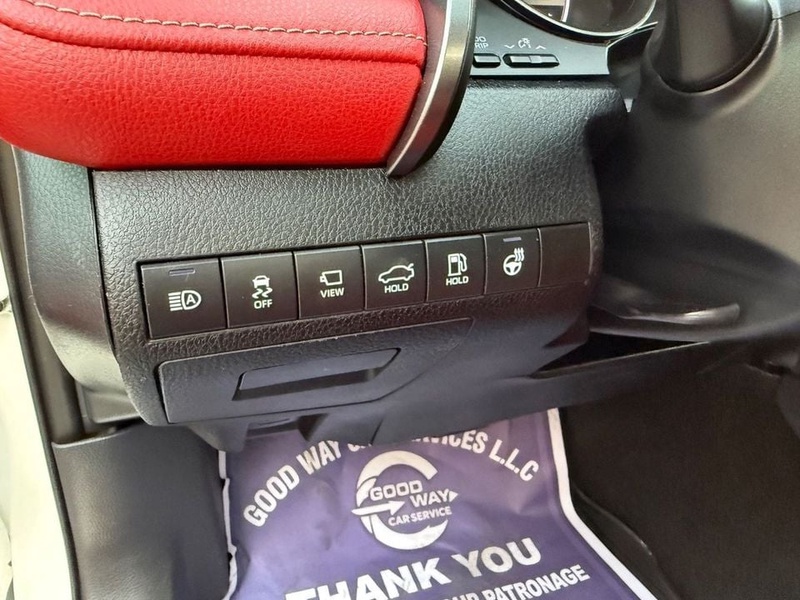 TRIP
A
OFF
VIEW
HOLD
HOLD
GOOD WAY SERVICES L.L.C
GOOD
WAY
CAR SERVICE
THANK YOU
PATRONAGE